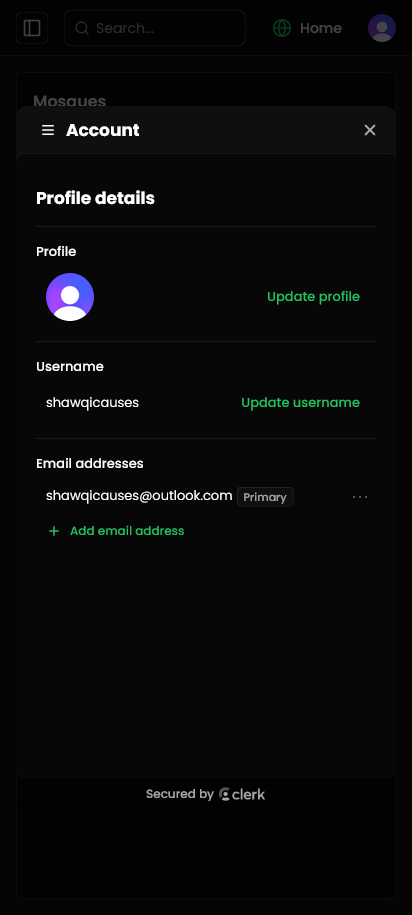 Search...
Home
Mosques
Account
Profile details
Profile
Update profile
Username
shawqicauses
Update username
Email addresses
shawqicauses@outlook.com Primary
Add email address
Secured by clerk